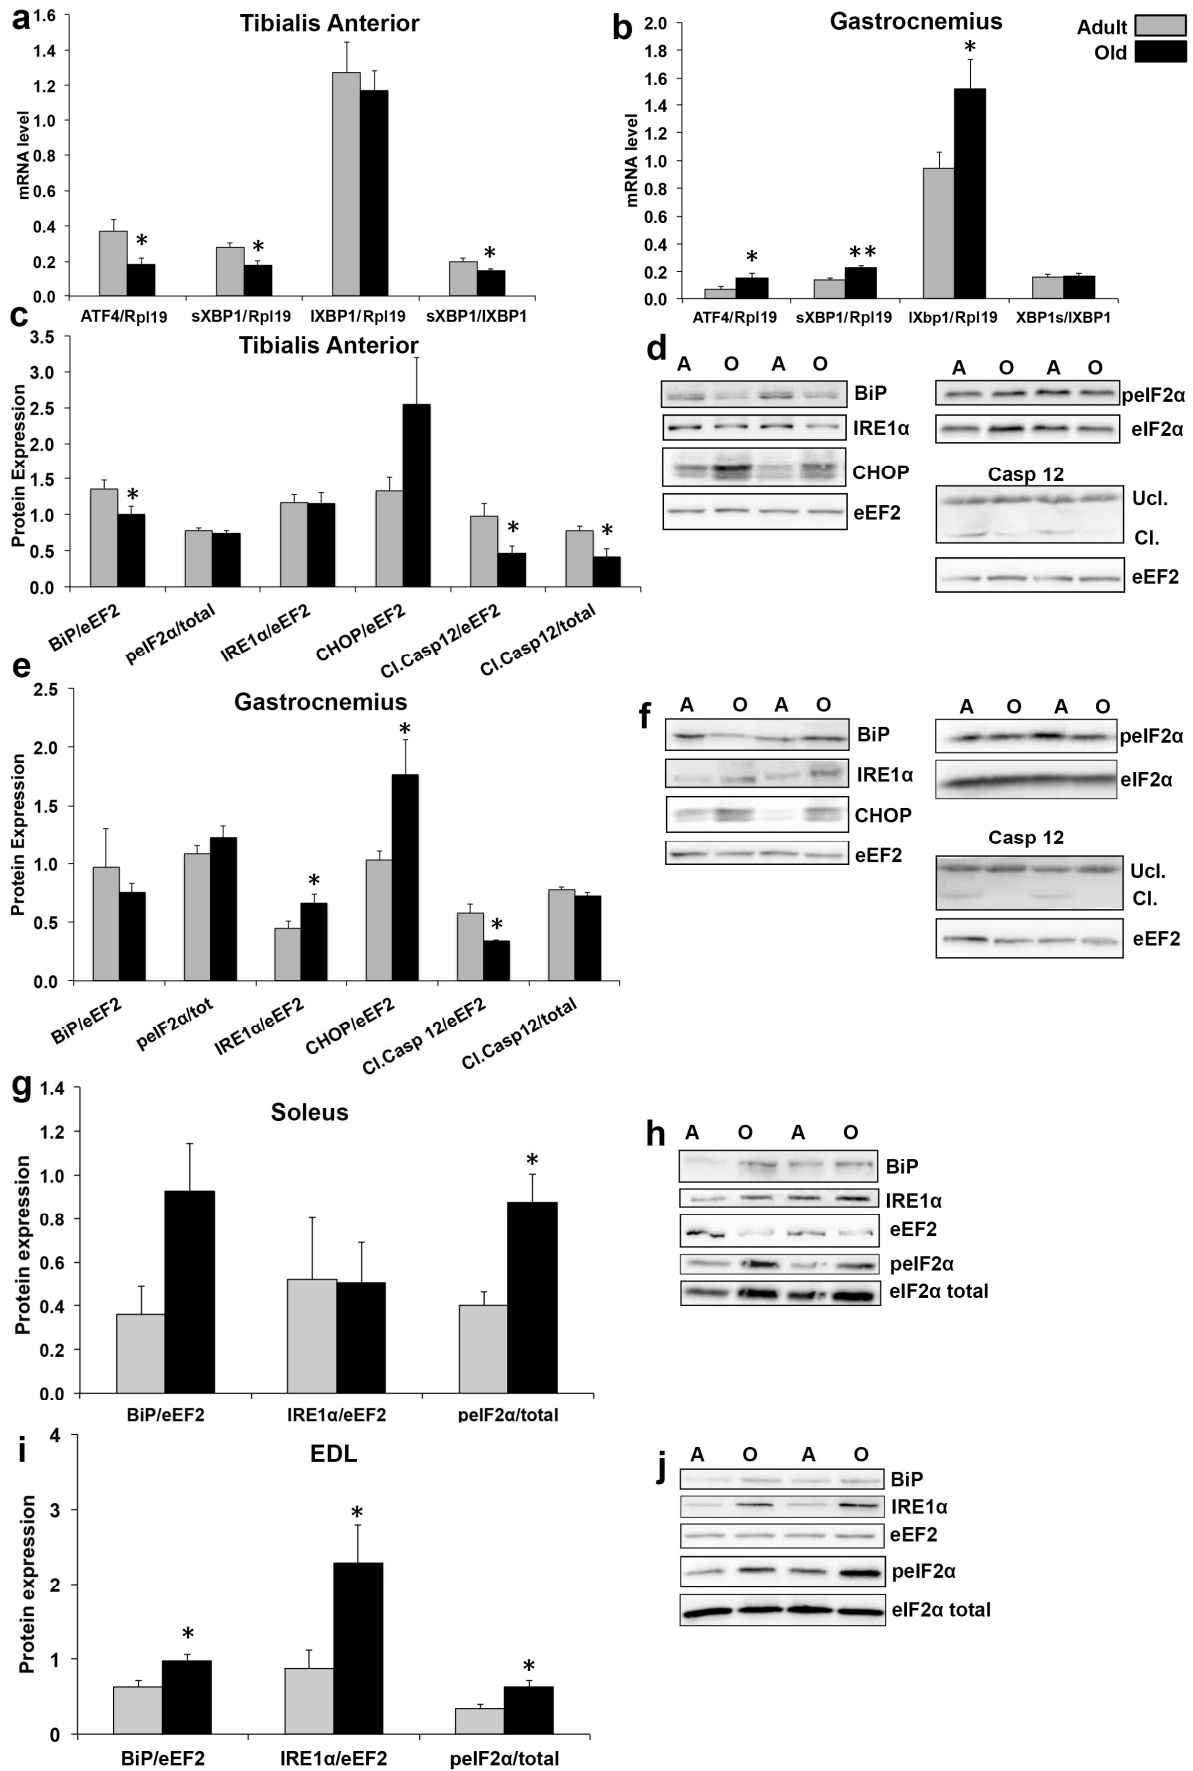 a
Tibialis Anterior
mRNA level
1.6
1.4
1.2
1.0
0.8
0.6
0.4
0.2
0.0
*
*
*
ATF4/Rpl19 sXBP1/Rpl19 lXBP1/Rpl19 sXBP1/lXBP1
b
Gastrocnemius
Adult
Old
mRNA level
2.0
1.8
1.6
1.4
1.2
1.0
0.8
0.6
0.4
0.2
0.0
*
**
*
ATF4/Rpl19 sXBP1/Rpl19 lXbp1/Rpl19 XBP1s/lXBP1
c
Tibialis Anterior
Protein Expression
3.5
3.0
2.5
2.0
1.5
1.0
0.5
0.0
*
*
*
BiP/eEF2
peIF2α/total
IRE1α/eEF2
CHOP/eEF2
Cl.Casp12/eEF2
Cl.Casp12/total
d
A O A O
BiP
IRE1α
CHOP
eEF2
A O A O
peIF2α
eIF2α
Casp 12
Ucl.
Cl.
eEF2
e
Gastrocnemius
Protein Expression
2.5
2.0
1.5
1.0
0.5
0.0
*
*
*
BiP/eEF2
peIF2α/tot
IRE1α/eEF2
CHOP/eEF2
Cl.Casp 12/eEF2
Cl.Casp12/total
f
A O A O
BiP
IRE1α
CHOP
eEF2
A O A O
peIF2α
eIF2α
Casp 12
Ucl.
Cl.
eEF2
g
Soleus
Protein expression
1.4
1.2
1.0
0.8
0.6
0.4
0.2
0.0
*
BiP/eEF2 IRE1α/eEF2 peIF2α/total
h
A O A O
BiP
IRE1α
eEF2
peIF2α
eIF2α total
i
EDL
Protein expression
4
3
2
1
0
*
*
*
BiP/eEF2 IRE1α/eEF2 peIF2α/total
j
A O A O
BiP
IRE1α
eEF2
peIF2α
eIF2α total